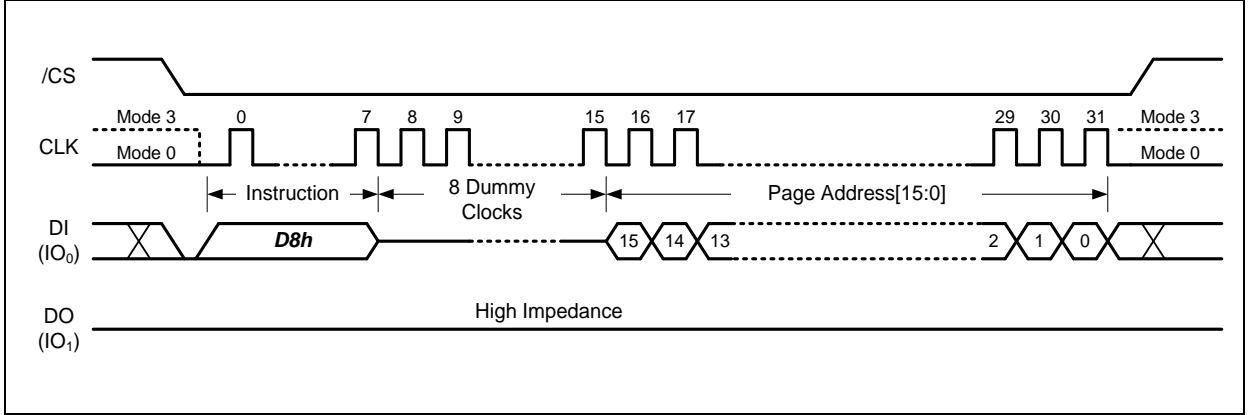 /CS
Mode 3 0 7 8 9 15 16 17 29 30 31 Mode 3
CLK
Mode 0 Mode 0
Instruction 8 Dummy Page Address[15:0]
Clocks
DI
(IO0) D8h 15 14 13 2 1 0
High Impedance
DO
(IO1)